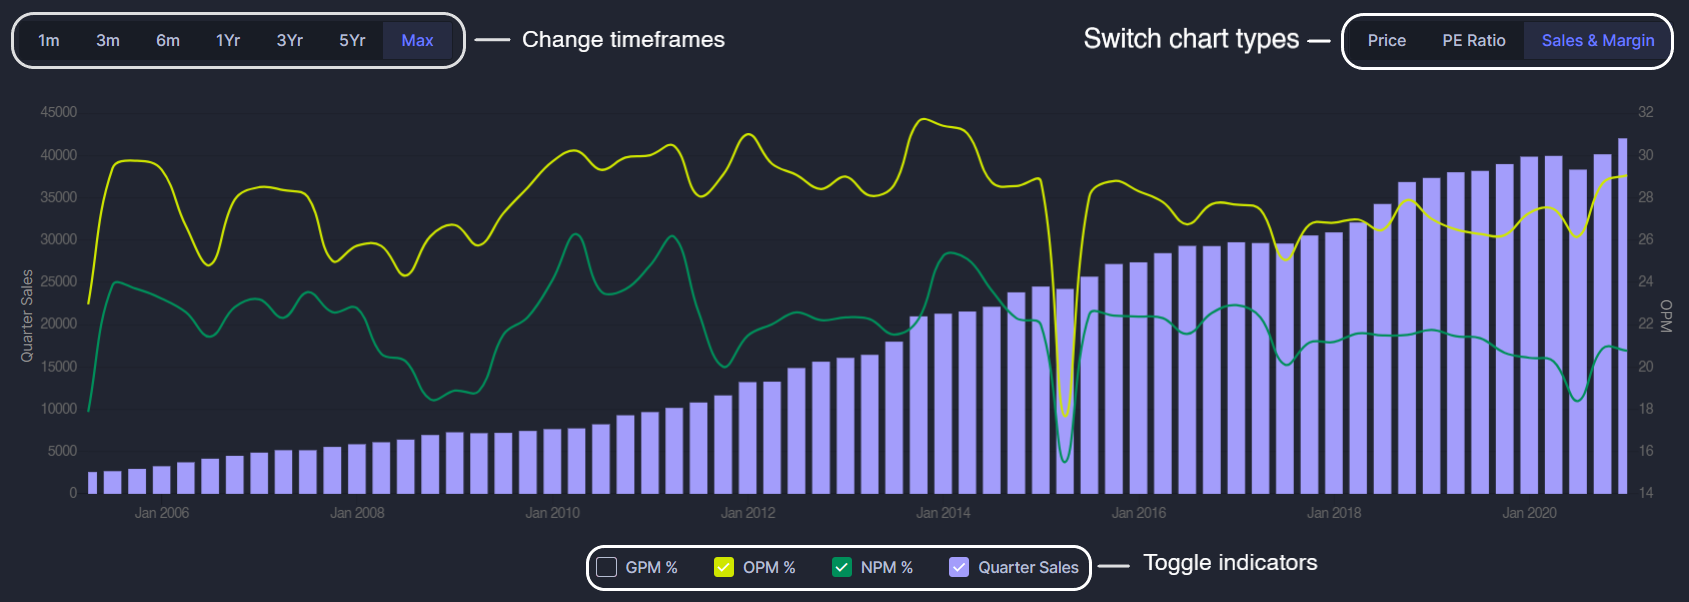 1m 3m 6m 1Yr 3Yr 5Yr Max
Change timeframes
Switch chart types
Price PE Ratio Sales & Margin
45000
40000
35000
30000
25000
20000
15000
10000
5000
0
Quarter Sales
32
30
28
26
24
22
20
18
16
14
OPM
Jan 2006 Jan 2008 Jan 2010 Jan 2012 Jan 2014 Jan 2016 Jan 2018 Jan 2020
GPM % OPM % NPM % Quarter Sales
Toggle indicators